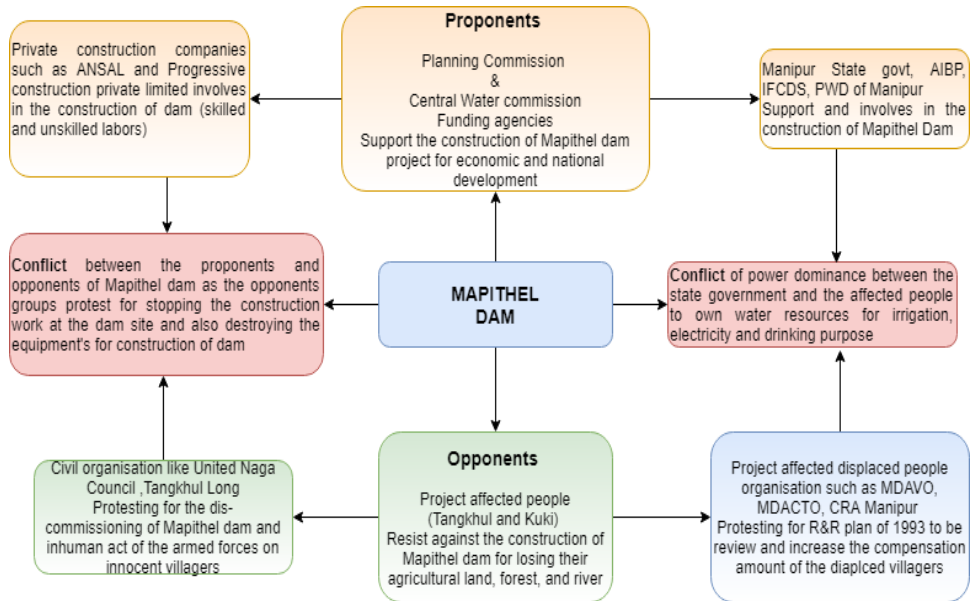 Proponents
Planning Commission
&
Central Water commission
Funding agencies
Support the construction of Mapithel dam
project for economic and national
development
Private construction companies
such as ANSAL and Progressive
construction private limited involves
in the construction of dam (skilled
and unskilled labors)
Manipur State govt, AIBP,
IFCDS, PWD of Manipur
Support and involves in the
construction of Mapithel Dam
Conflict between the proponents and
opponents of Mapithel dam as the opponents
groups protest for stopping the construction
work at the dam site and also destroying the
equipment's for construction of dam
MAPITHEL
DAM
Conflict of power dominance between the
state government and the affected people
to own water resources for irrigation,
electricity and drinking purpose
Civil organisation like United Naga
Council ,Tangkhul Long
Protesting for the dis-
commissioning of Mapithel dam and
inhuman act of the armed forces on
innocent villagers
Opponents
Project affected people
(Tangkhul and Kuki)
Resist against the construction of
Mapithel dam for losing their
agricultural land, forest, and river
Project affected displaced people
organisation such as MDAVO,
MDACTO, CRA Manipur
Protesting for R&R plan of 1993 to be
review and increase the compensation
amount of the diaplced villagers